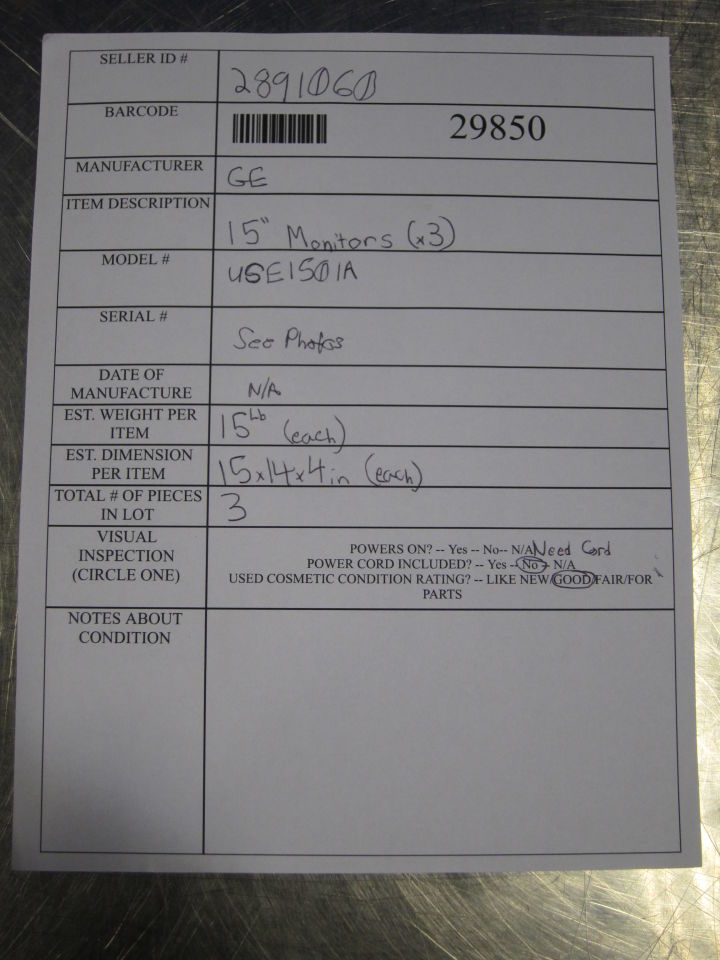 SELLER ID #
2891060
BARCODE
29850
MANUFACTURER
GE
ITEM DESCRIPTION
15" Monitors (x3)
MODEL #
USE1501A
SERIAL #
See Photos
DATE OF
MANUFACTURE
N/A
EST. WEIGHT PER
ITEM
15Lb (each)
EST. DIMENSION
PER ITEM
15x14x4in (each)
TOTAL # OF PIECES
IN LOT
3
VISUAL
INSPECTION
(CIRCLE ONE)
POWERS ON? -- Yes -- No-- N/A Need Cord
POWER CORD INCLUDED? -- Yes -- No -- N/A
USED COSMETIC CONDITION RATING? -- LIKE NEW/GOOD/FAIR/FOR
PARTS
NOTES ABOUT
CONDITION